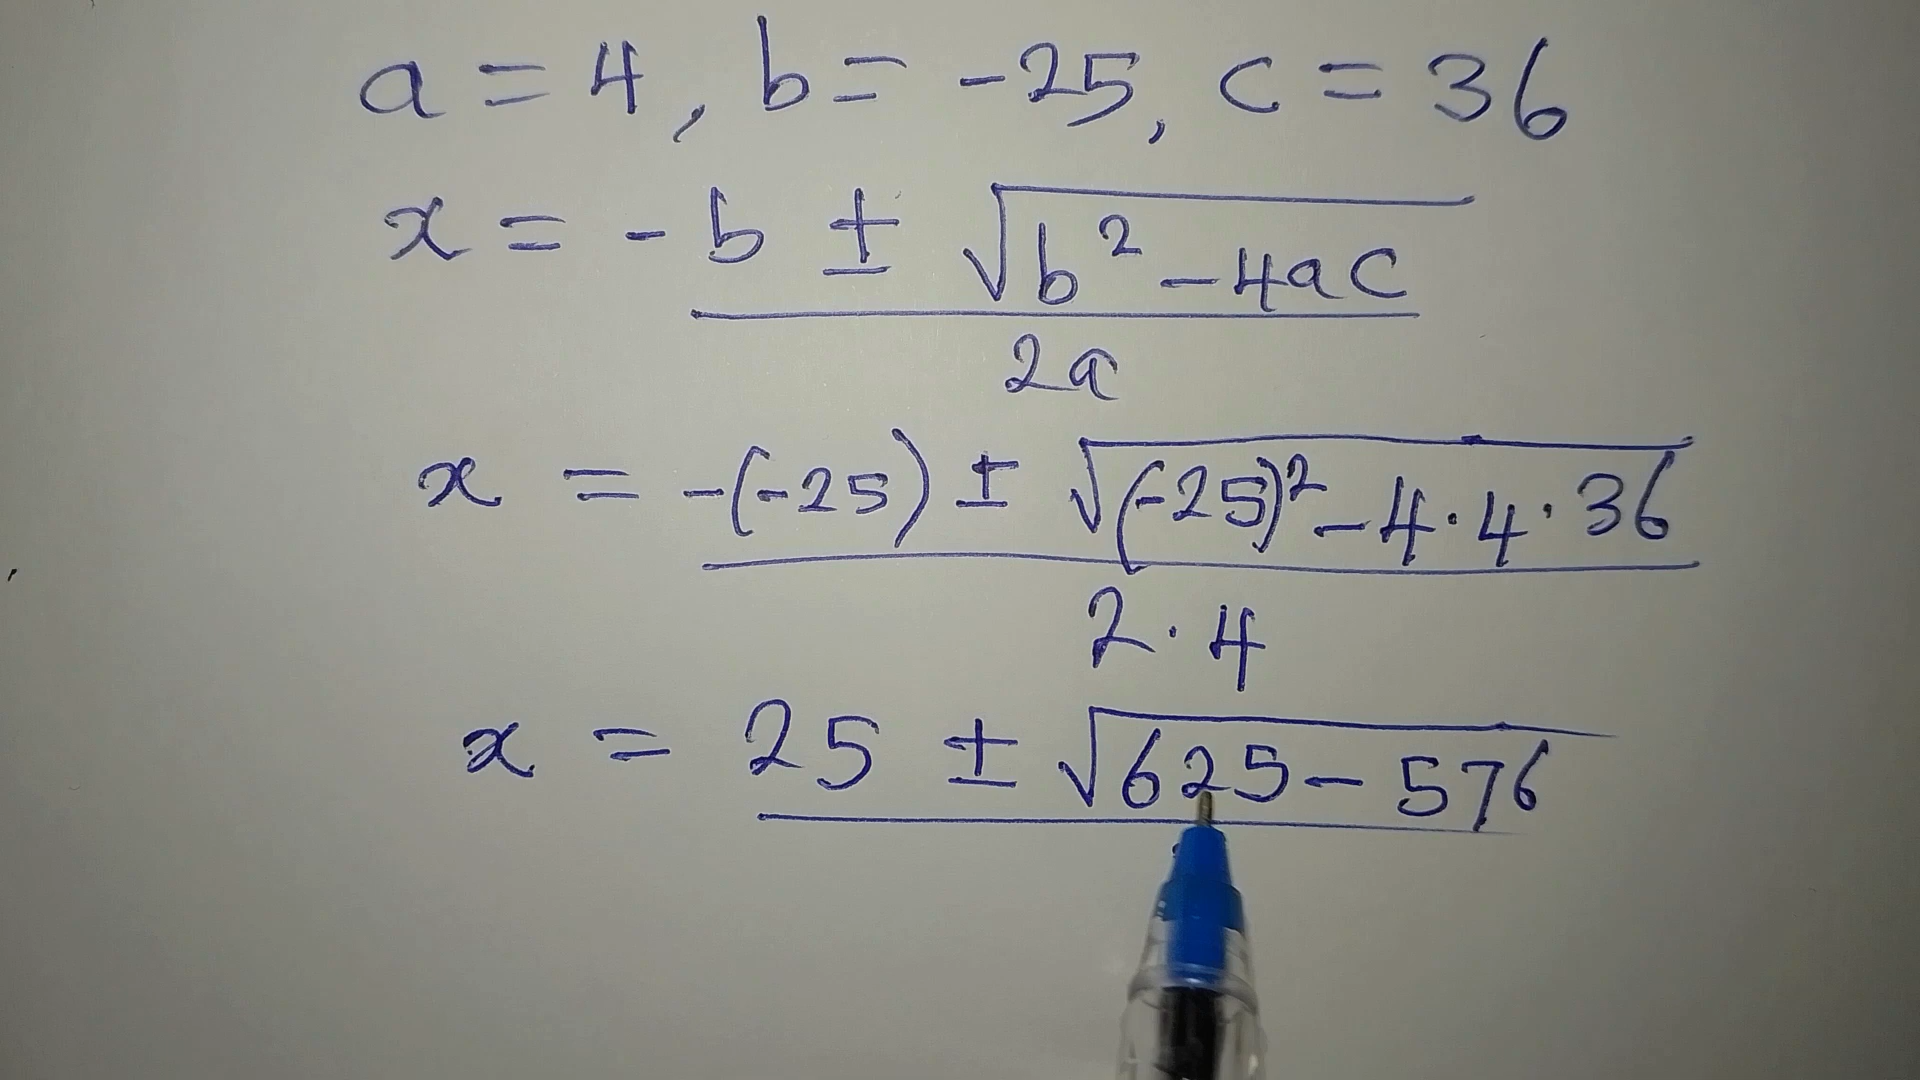 a = 4, b = -25, c = 36
x = -b ± √b² - 4ac
2a
x = -(-25) ± √(-25)² - 4·4·36
2·4
x = 25 ± √625 - 576